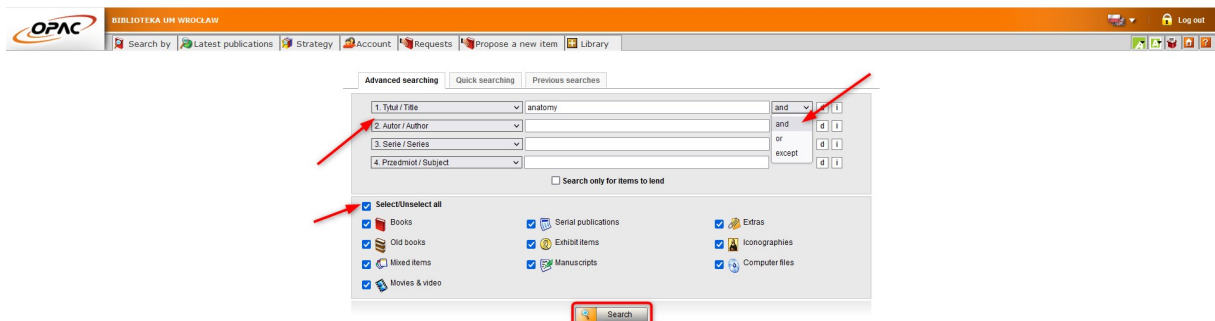 OPAC
BIBLIOTEKA UM WROCŁAW
Log out
Search by Latest publications Strategy Account Requests Propose a new item Library
Advanced searching Quick searching Previous searches
1. Tytuł / Title anatomy and d i
2. Autor / Author and d i
3. Serie / Series or d i
4. Przedmiot / Subject except d i
Search only for items to lend
Select/Unselect all
Books Serial publications Extras
Old books Exhibit items Iconographies
Mixed items Manuscripts Computer files
Movies & video
Search